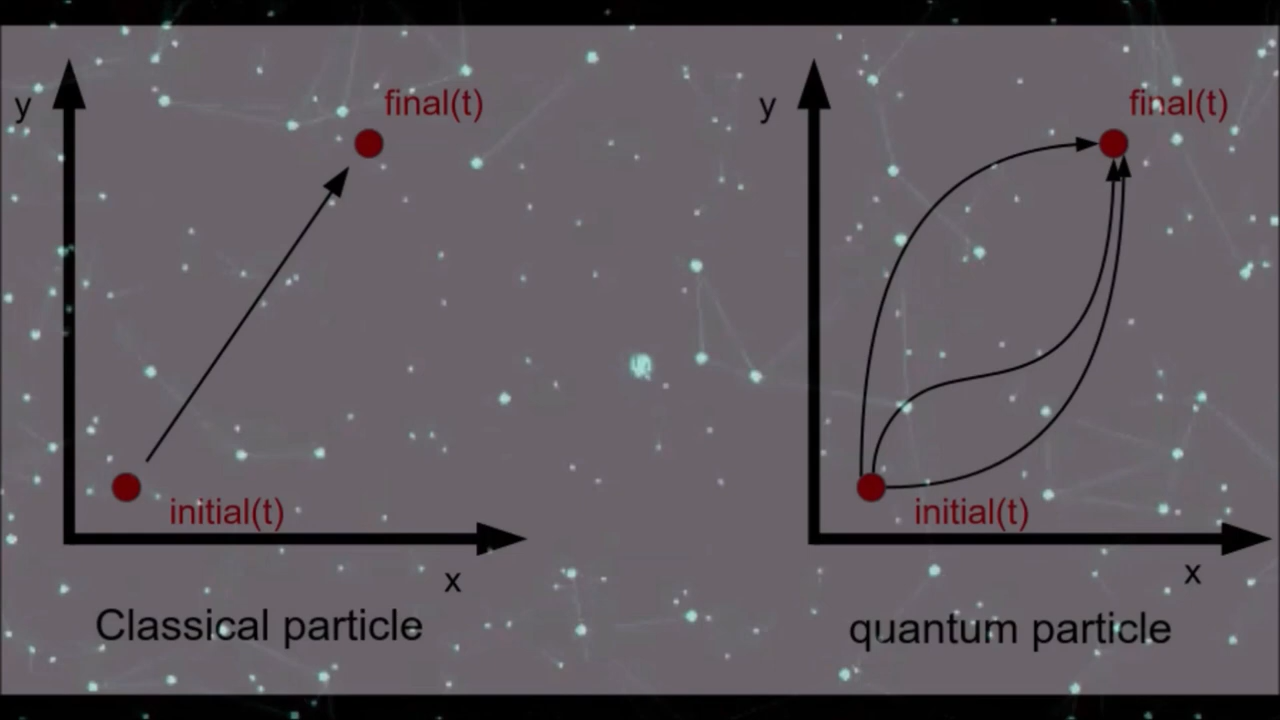 y
final(t)
initial(t)
x
Classical particle
y
final(t)
initial(t)
x
quantum particle